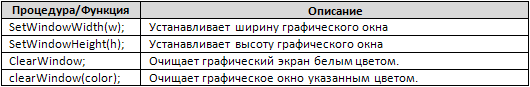 Процедура/Функция Описание
SetWindowWidth(w); Устанавливает ширину графического окна
SetWindowHeight(h); Устанавливает высоту графического окна
ClearWindow; Очищает графический экран белым цветом.
clearWindow(color); Очищает графическое окно указанным цветом.